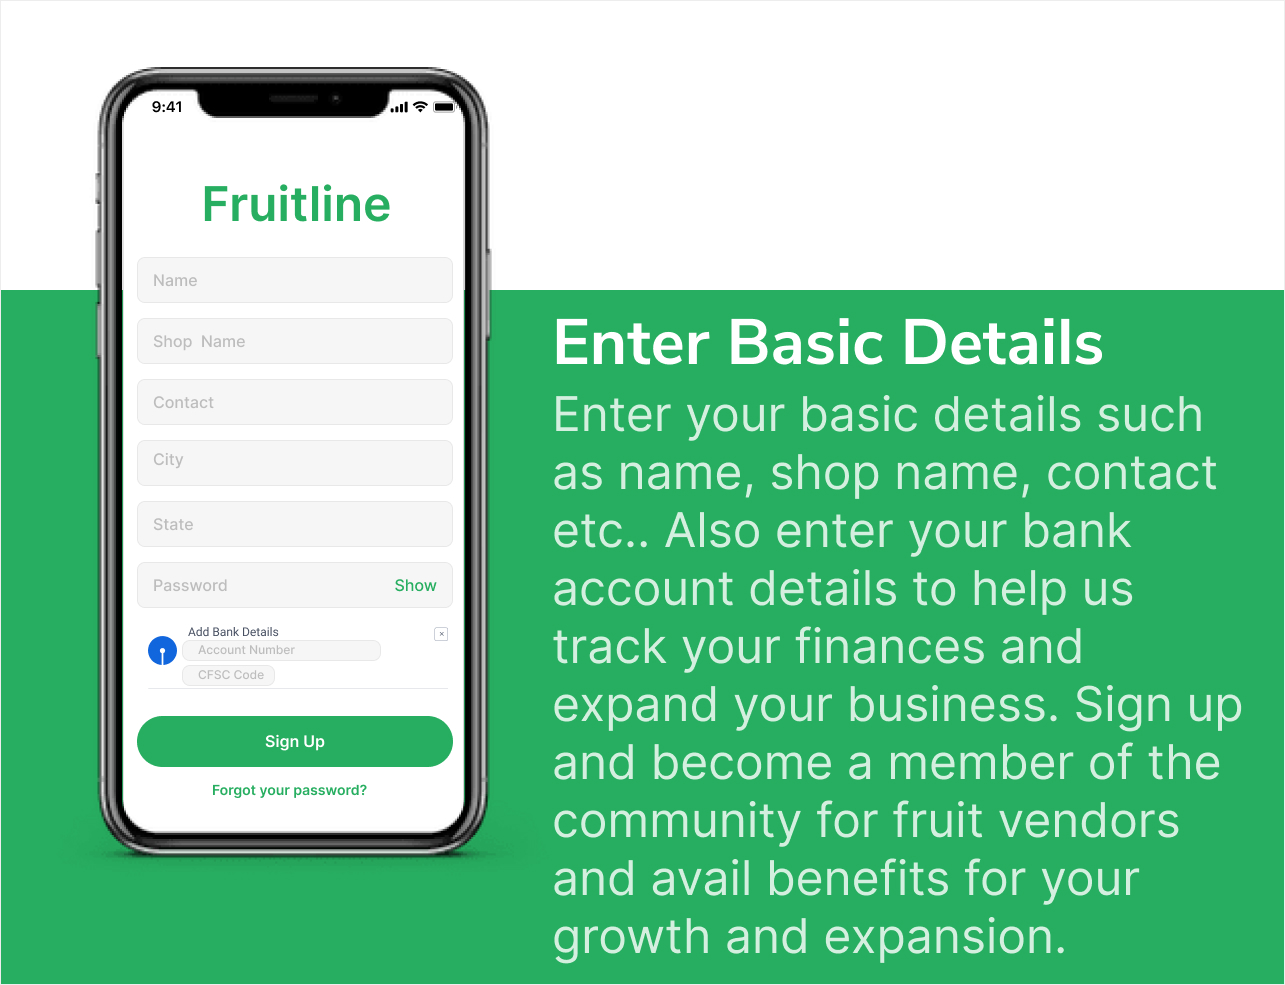 9:41
Fruitline
Name
Shop Name
Contact
City
State
Password Show
Add Bank Details
Account Number
CFSC Code
Sign Up
Forgot your password?
Enter Basic Details
Enter your basic details such
as name, shop name, contact
etc.. Also enter your bank
account details to help us
track your finances and
expand your business. Sign up
and become a member of the
community for fruit vendors
and avail benefits for your
growth and expansion.